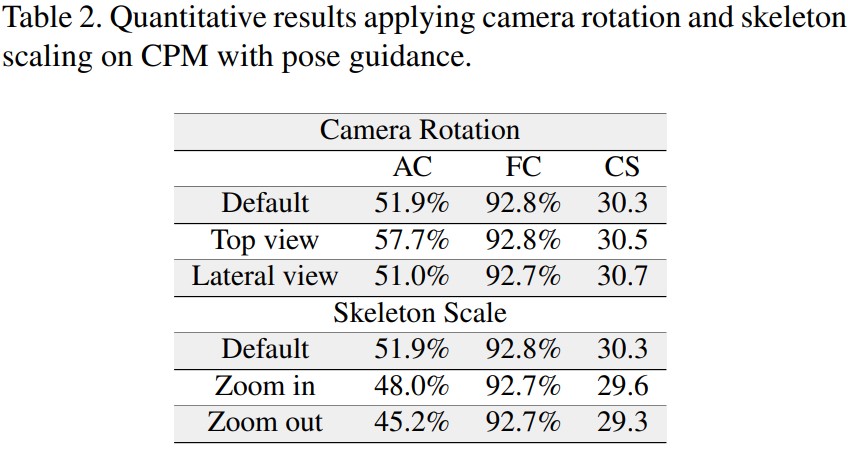 Table 2. Quantitative results applying camera rotation and skeleton
scaling on CPM with pose guidance.
Camera Rotation
AC FC CS
Default 51.9% 92.8% 30.3
Top view 57.7% 92.8% 30.5
Lateral view 51.0% 92.7% 30.7
Skeleton Scale
Default 51.9% 92.8% 30.3
Zoom in 48.0% 92.7% 29.6
Zoom out 45.2% 92.7% 29.3